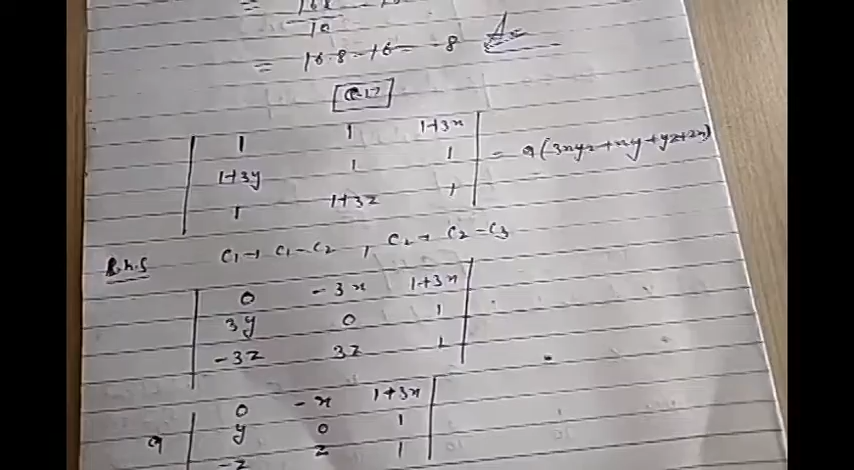 10
= 16.8 - 16 = .8 A=
Q.17
| 1 1 1+3x |
| 1+3y 1 1 | = 9(3xyz+xy+yz+zx)
| 1 1+3z 1 |
C₁→ C₁-C₂ , C₂→ C₂-C₃
| 0 -3x 1+3x |
| 3y 0 1 |
| -3z 3z 1 |
| 0 -x 1+3x |
9 | y 0 1 |
| -z z 1 |